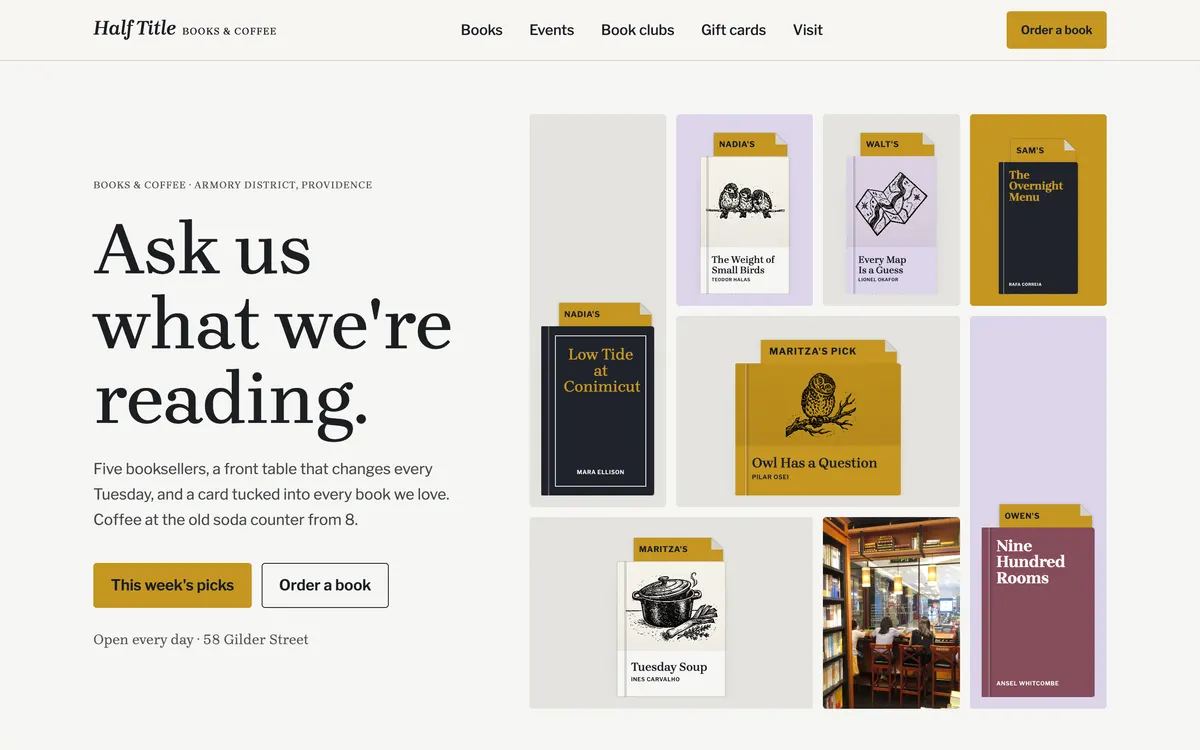 Half Title BOOKS & COFFEE
Books
Events
Book clubs
Gift cards
Visit
Order a book
BOOKS & COFFEE · ARMORY DISTRICT, PROVIDENCE
Ask us
what we're
reading.
Five booksellers, a front table that changes every
Tuesday, and a card tucked into every book we love.
Coffee at the old soda counter from 8.
This week's picks
Order a book
Open every day · 58 Gilder Street
NADIA'S
Low Tide
at
Conimicut
MARA ELLISON
NADIA'S
The Weight of
Small Birds
TEODOR HALAS
WALT'S
Every Map
Is a Guess
LIONEL OKAFOR
SAM'S
The
Overnight
Menu
RAFA CORREIA
MARITZA'S PICK
Owl Has a Question
PILAR OSEI
MARITZA'S
Tuesday Soup
INES CARVALHO
OWEN'S
Nine
Hundred
Rooms
ANSEL WHITCOMBE